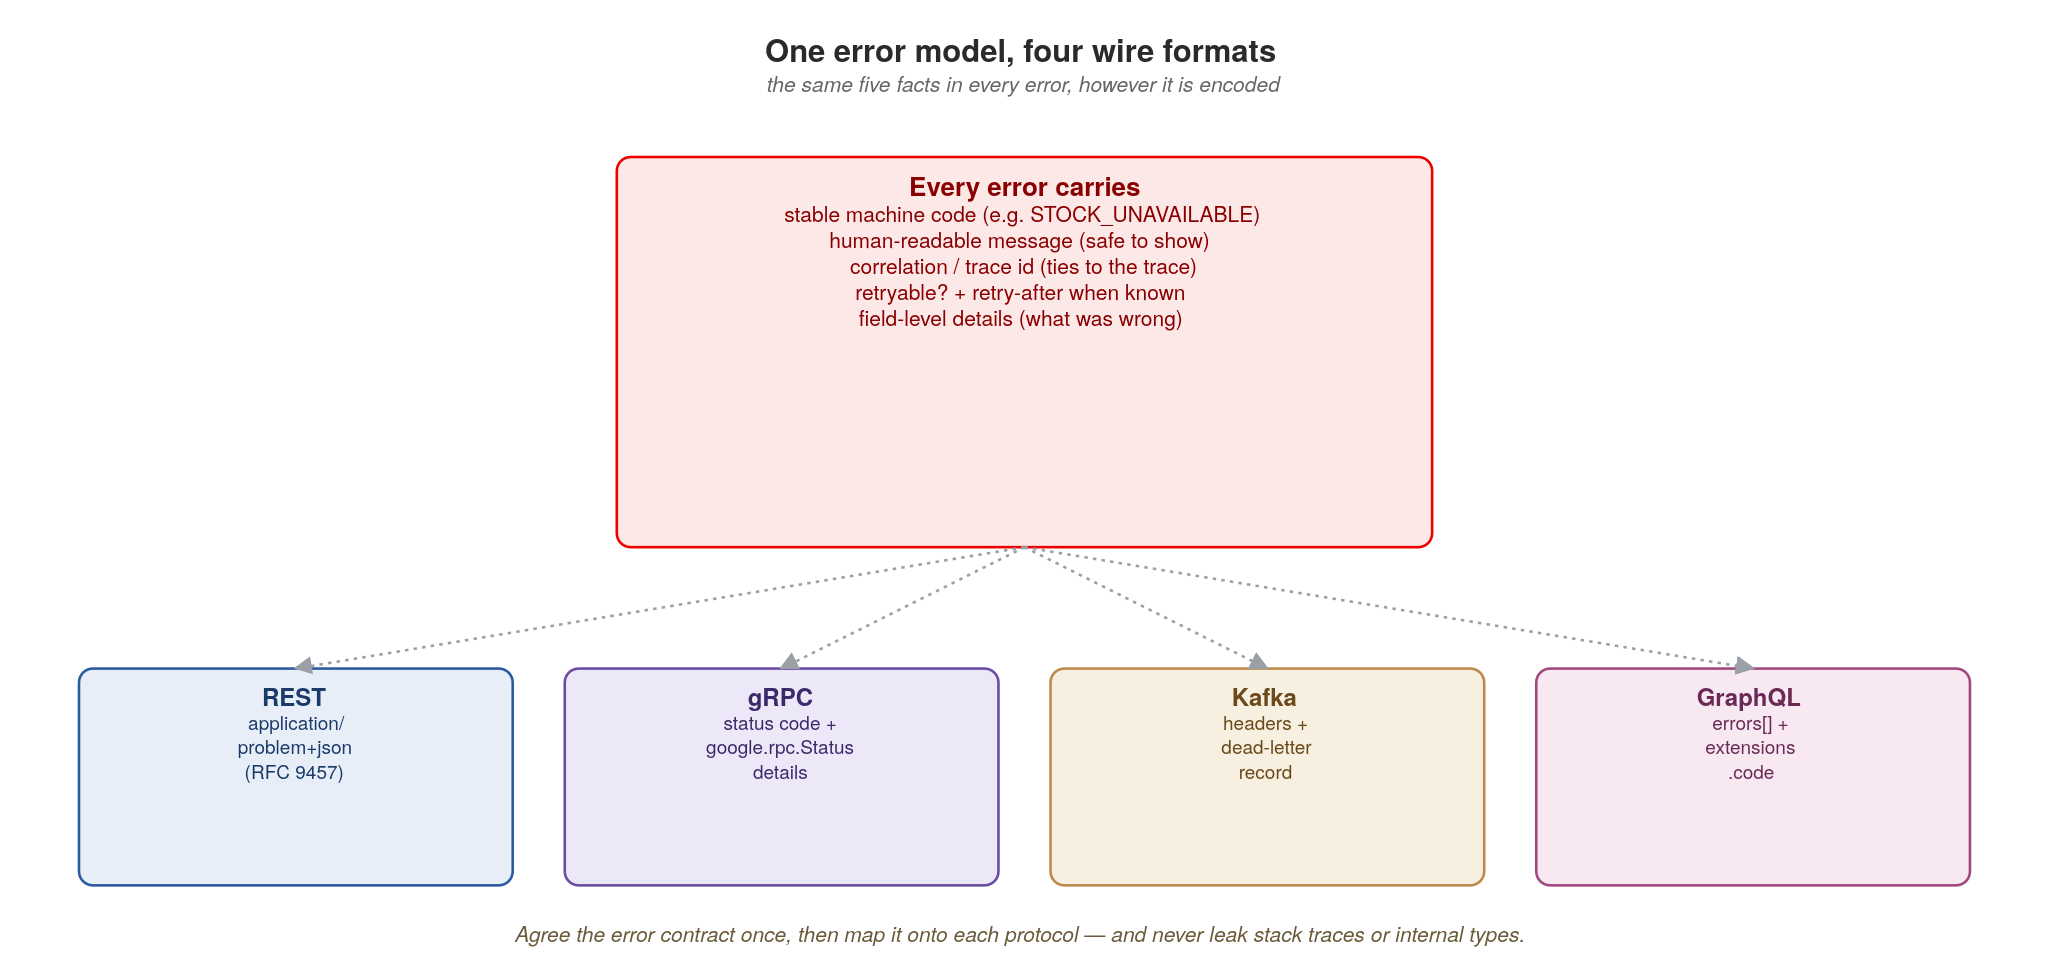 One error model, four wire formats
the same five facts in every error, however it is encoded
Every error carries
stable machine code (e.g. STOCK_UNAVAILABLE)
human-readable message (safe to show)
correlation / trace id (ties to the trace)
retryable? + retry-after when known
field-level details (what was wrong)
REST
application/
problem+json
(RFC 9457)
gRPC
status code +
google.rpc.Status
details
Kafka
headers +
dead-letter
record
GraphQL
errors[] +
extensions
.code
Agree the error contract once, then map it onto each protocol — and never leak stack traces or internal types.